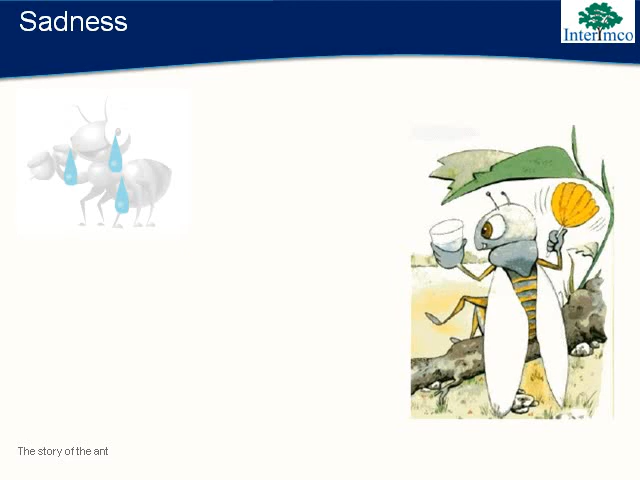 Sadness
InterImco
The story of the ant